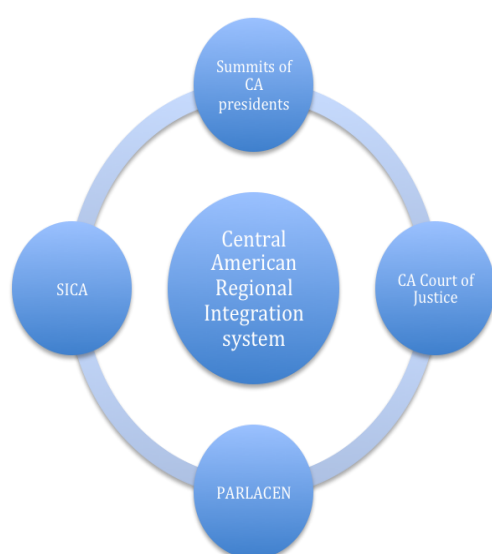 Summits of
CA
presidents
Central
American
Regional
Integration
system
SICA
CA Court of
Justice
PARLACEN